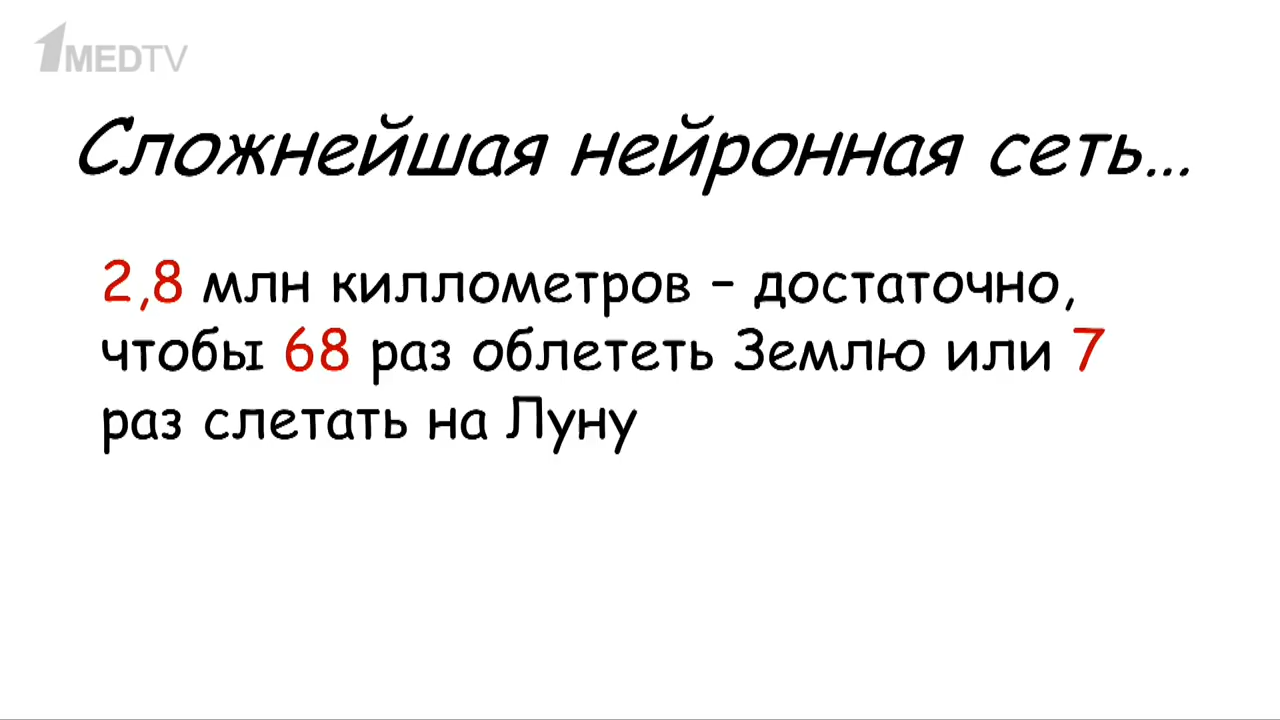 1MEDTV
Сложнейшая нейронная сеть...
2,8 млн киллометров – достаточно,
чтобы 68 раз облететь Землю или 7
раз слетать на Луну